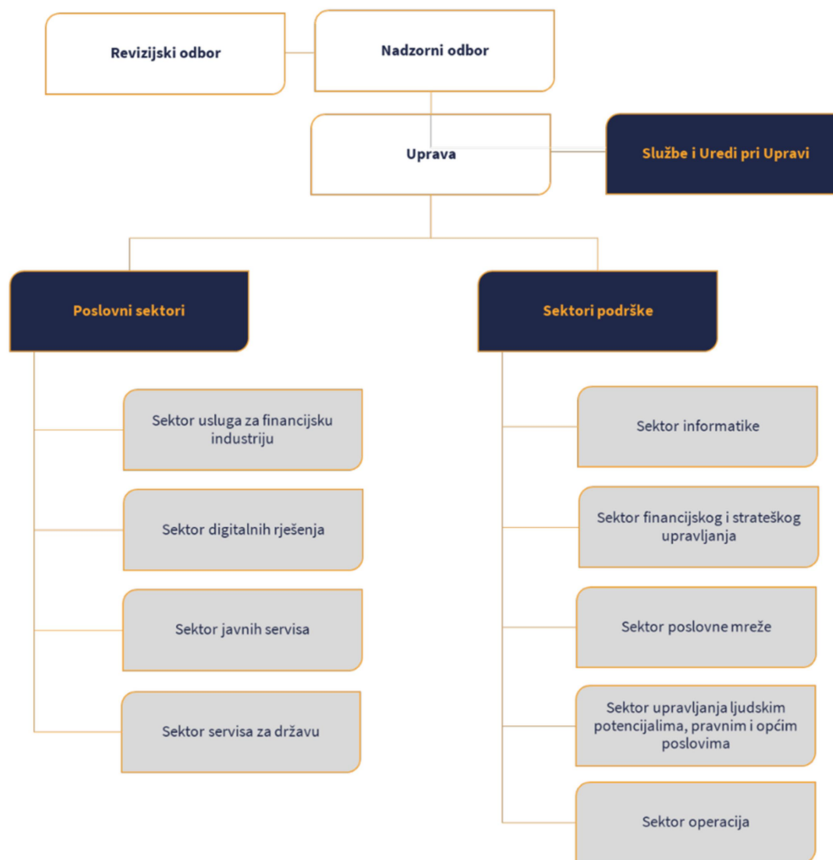 Revizijski odbor
Nadzorni odbor
Uprava
Službe i Uredi pri Upravi
Poslovni sektori
Sektor usluga za financijsku
industriju
Sektor digitalnih rješenja
Sektor javnih servisa
Sektor servisa za državu
Sektori podrške
Sektor informatike
Sektor financijskog i strateškog
upravljanja
Sektor poslovne mreže
Sektor upravljanja ljudskim
potencijalima, pravnim i općim
poslovima
Sektor operacija